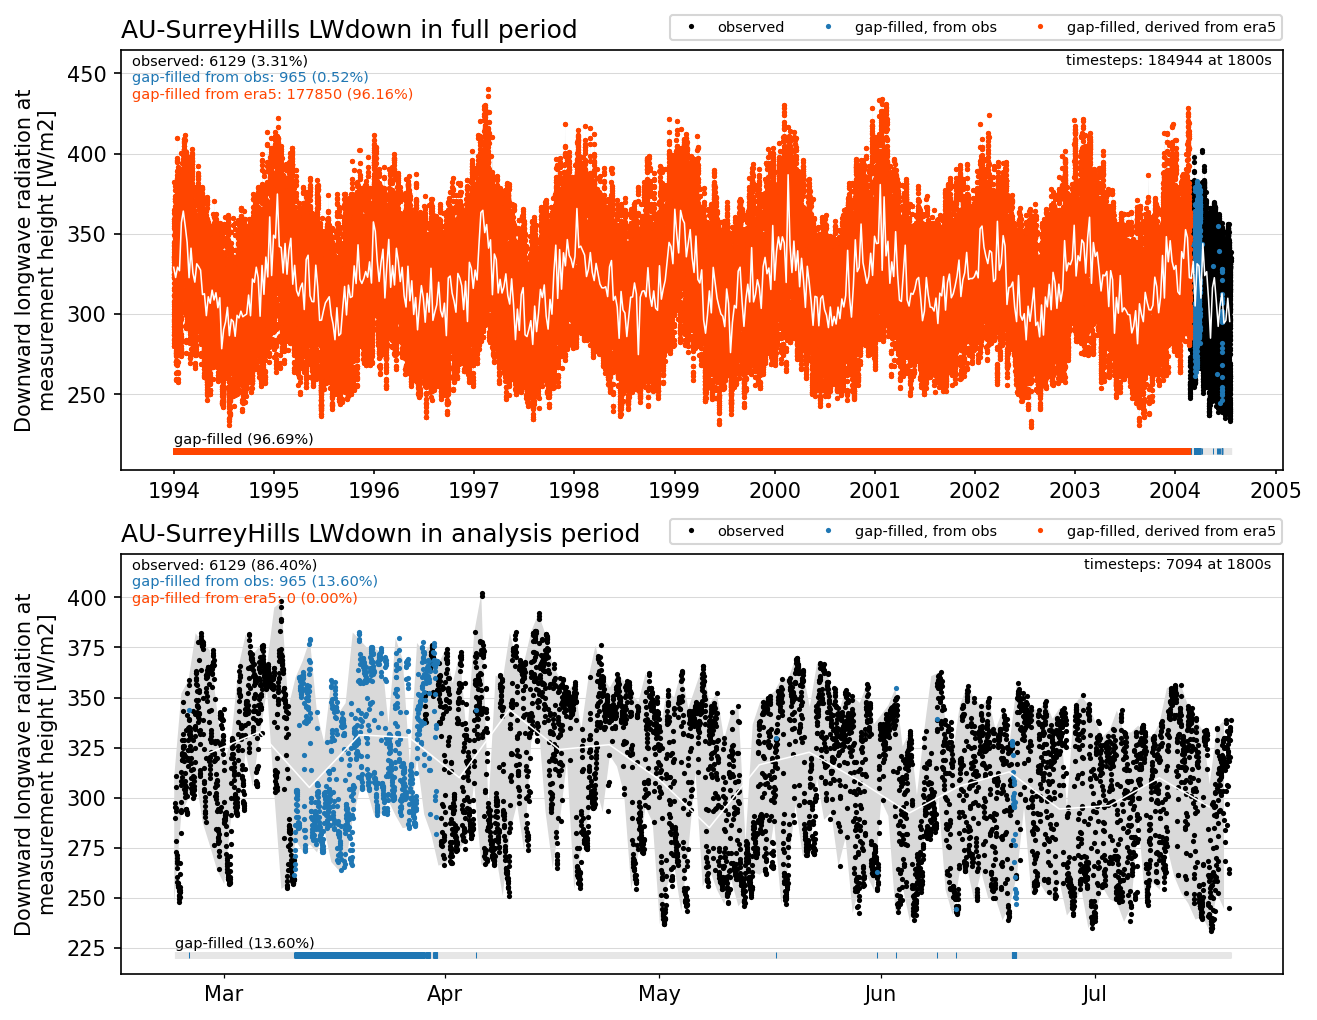 AU-SurreyHills LWdown in full period
observed
gap-filled, from obs
gap-filled, derived from era5
observed: 6129 (3.31%)
gap-filled from obs: 965 (0.52%)
gap-filled from era5: 177850 (96.16%)
timesteps: 184944 at 1800s
Downward longwave radiation at
measurement height [W/m2]
450
400
350
300
250
gap-filled (96.69%)
1994 1995 1996 1997 1998 1999 2000 2001 2002 2003 2004 2005
AU-SurreyHills LWdown in analysis period
observed
gap-filled, from obs
gap-filled, derived from era5
observed: 6129 (86.40%)
gap-filled from obs: 965 (13.60%)
gap-filled from era5: 0 (0.00%)
timesteps: 7094 at 1800s
Downward longwave radiation at
measurement height [W/m2]
400
375
350
325
300
275
250
225
gap-filled (13.60%)
Mar Apr May Jun Jul